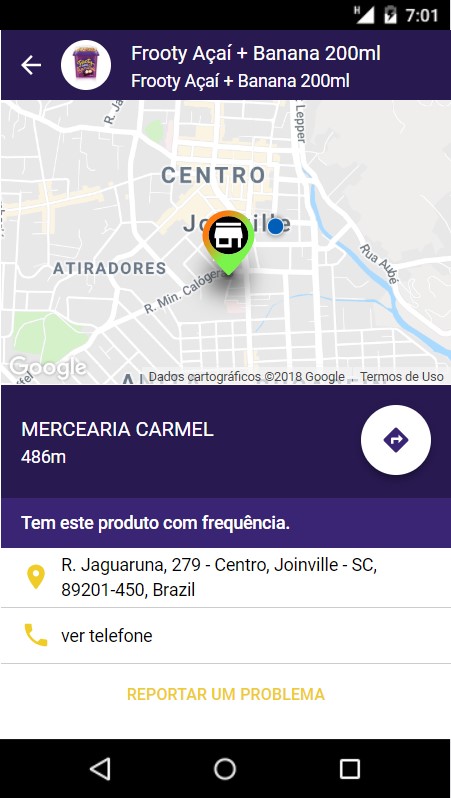 H
7:01
Frooty Açaí + Banana 200ml
Frooty Açaí + Banana 200ml
R. Ja
Lepper
CENTRO
Joinville
ATIRADORES
R. Min. Calógera
Rua Aubé
Google
Dados cartográficos ©2018 Google
Termos de Uso
MERCEARIA CARMEL
486m
Tem este produto com frequência.
R. Jaguaruna, 279 - Centro, Joinville - SC,
89201-450, Brazil
ver telefone
REPORTAR UM PROBLEMA